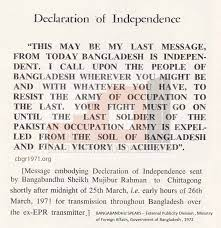 Declaration of Independence
"THIS MAY BE MY LAST MESSAGE,
FROM TODAY BANGLADESH IS INDEPEN-
DENT. I CALL UPON THE PEOPLE OF
BANGLADESH WHEREVER YOU MIGHT BE
AND WITH WHATEVER YOU HAVE, TO
RESIST THE ARMY OF OCCUPATION TO
THE LAST. YOUR FIGHT MUST GO ON
UNTIL THE LAST SOLDIER OF THE
PAKISTAN OCCUPATION ARMY IS EXPEL-
LED FROM THE SOIL OF BANGLADESH
AND FINAL VICTORY IS ACHIEVED".
cbgr1971.org
[Message embodying Declaration of Independence sent
by Bangabandhu Sheikh Mujibur Rahman to Chittagong
shortly after midnight of 25th March, i.e. early hours of 26th
March, 1971 for transmission throughout Bangladesh over
the ex-EPR transmitter.]
BANGABANDHU SPEAKS – External Publicity Division, Ministry
of Foreign Affairs, Government of Bangladesh, 1972